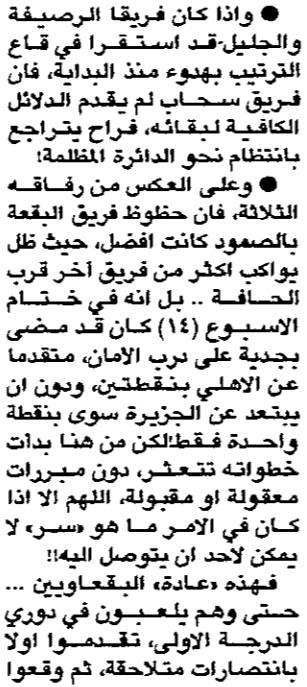 ● واذا كان فريقا الرصيفة
والجليل قد استقرا في قاع
الترتيب بهدوء منذ البداية، فان
فريق سحاب لم يقدم الدلائل
الكافية لبقائه، فراح يتراجع
بانتظام نحو الدائرة المظلمة!
● وعلى العكس من رفاقه
الثلاثة، فان حظوظ فريق البقعة
بالصمود كانت افضل، حيث ظل
يواكب اكثر من فريق آخر قرب
الحافة .. بل انه في ختام
الاسبوع (١٤) كان قد مضى
بجدية على درب الامان، متقدما
عن الاهلي بنقطتين، ودون ان
يبتعد عن الجزيرة سوى بنقطة
واحدة فقط!لكن من هنا بدات
خطواته تتعثر، دون مبررات
معقولة او مقبولة، اللهم الا اذا
كان في الامر ما هو «سر» لا
يمكن لاحد ان يتوصل اليه!!
فهذه «عادة» البقعاويين ...
حتى وهم يلعبون في دوري
الدرجة الاولى، تقدموا اولا
بانتصارات متلاحقة، ثم وقعوا